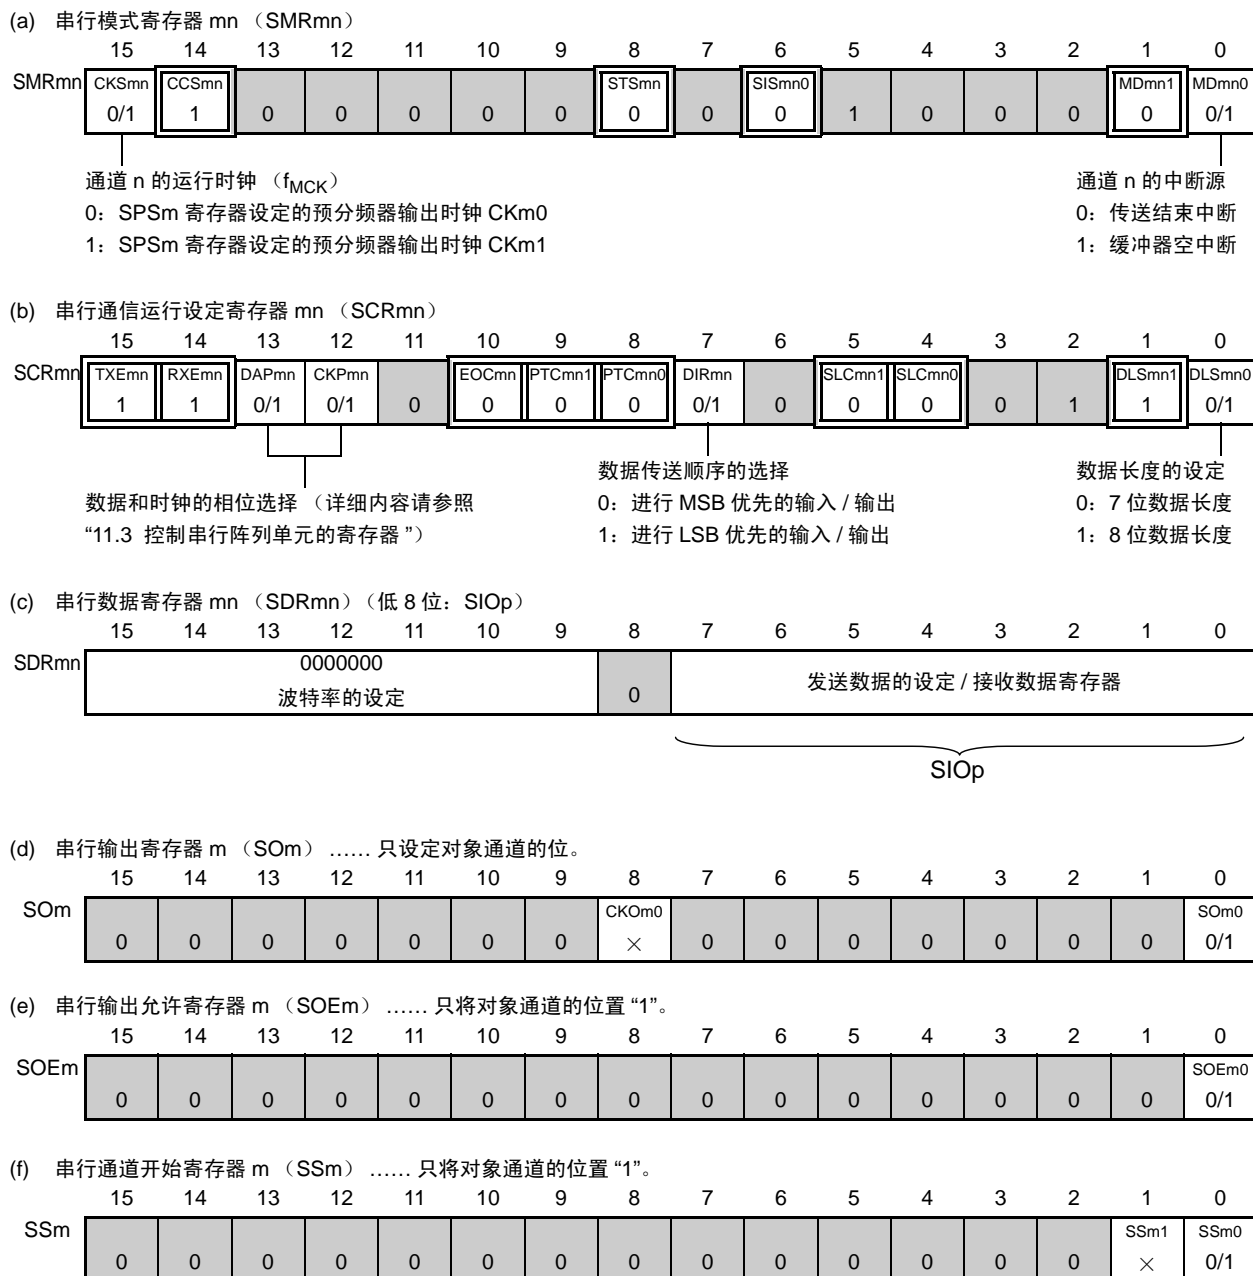 (a) 串行模式寄存器 mn （SMRmn）
15 14 13 12 11 10 9 8 7 6 5 4 3 2 1 0
SMRmn CKSmn CCSmn STSmn SISmn0 MDmn1 MDmn0
0/1 1 0 0 0 0 0 0 0 0 1 0 0 0 0 0/1
通道 n 的运行时钟 （fMCK） 通道 n 的中断源
0：SPSm 寄存器设定的预分频器输出时钟 CKm0 0：传送结束中断
1：SPSm 寄存器设定的预分频器输出时钟 CKm1 1：缓冲器空中断
(b) 串行通信运行设定寄存器 mn （SCRmn）
15 14 13 12 11 10 9 8 7 6 5 4 3 2 1 0
SCRmn TXEmn RXEmn DAPmn CKPmn EOCmn PTCmn1 PTCmn0 DIRmn SLCmn1 SLCmn0 DLSmn1 DLSmn0
1 1 0/1 0/1 0 0 0 0 0/1 0 0 0 0 1 1 0/1
数据传送顺序的选择 数据长度的设定
数据和时钟的相位选择 （详细内容请参照 0：进行 MSB 优先的输入 / 输出 0：7 位数据长度
“11.3 控制串行阵列单元的寄存器 ”） 1：进行 LSB 优先的输入 / 输出 1：8 位数据长度
(c) 串行数据寄存器 mn （SDRmn）（低 8 位：SIOp）
15 14 13 12 11 10 9 8 7 6 5 4 3 2 1 0
SDRmn 0000000
波特率的设定 0 发送数据的设定 / 接收数据寄存器
SIOp
(d) 串行输出寄存器 m （SOm） …… 只设定对象通道的位。
15 14 13 12 11 10 9 8 7 6 5 4 3 2 1 0
SOm CKOm0 SOm0
0 0 0 0 0 0 0 × 0 0 0 0 0 0 0 0/1
(e) 串行输出允许寄存器 m （SOEm） …… 只将对象通道的位置 “1”。
15 14 13 12 11 10 9 8 7 6 5 4 3 2 1 0
SOEm SOEm0
0 0 0 0 0 0 0 0 0 0 0 0 0 0 0 0/1
(f) 串行通道开始寄存器 m （SSm） …… 只将对象通道的位置 “1”。
15 14 13 12 11 10 9 8 7 6 5 4 3 2 1 0
SSm SSm1 SSm0
0 0 0 0 0 0 0 0 0 0 0 0 0 0 × 0/1